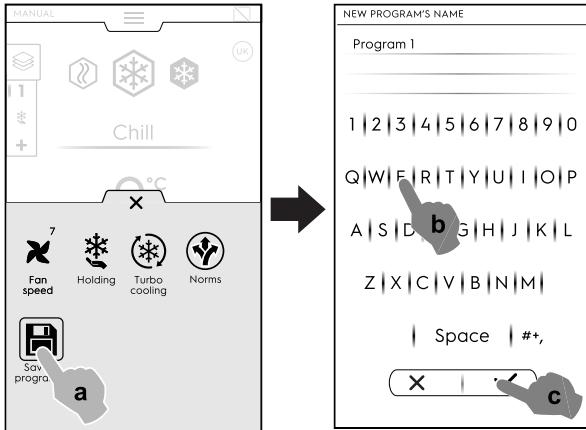 MANUAL
UK
1
+
Chill
°C
7
Fan
speed
Holding
Turbo
cooling
Norms
a
NEW PROGRAM'S NAME
Program 1
1 2 3 4 5 6 7 8 9 0
Q W E R T Y U I O P
A S D G H J K L
b
Z X C V B N M
Space #+,
c